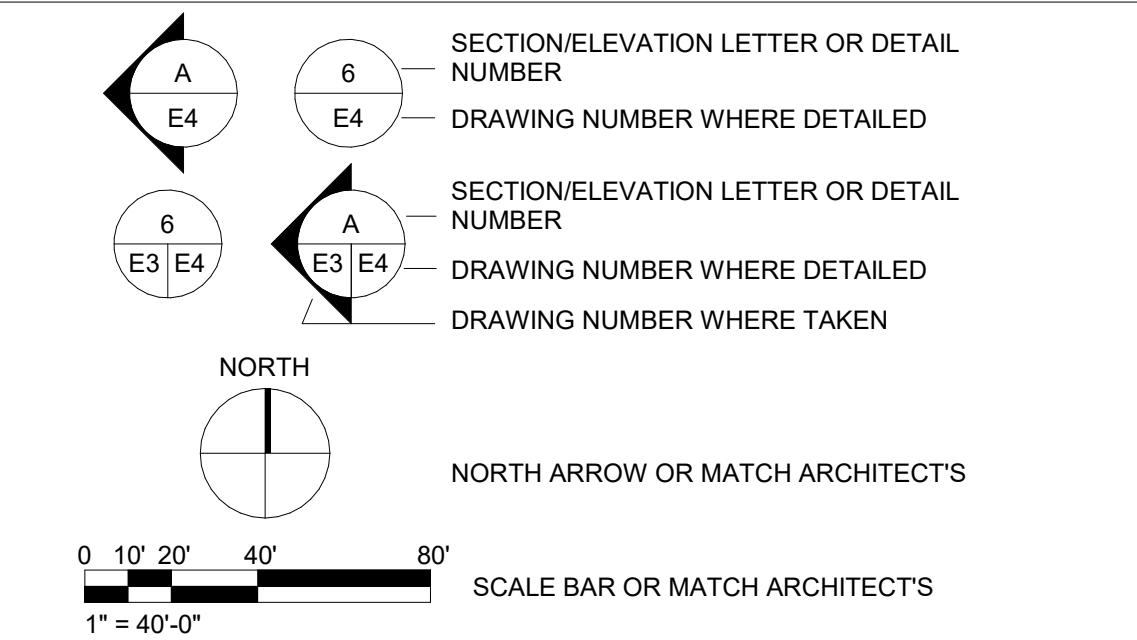 A
E4
6
E4
SECTION/ELEVATION LETTER OR DETAIL
NUMBER
DRAWING NUMBER WHERE DETAILED
6
E3 E4
A
E3 E4
SECTION/ELEVATION LETTER OR DETAIL
NUMBER
DRAWING NUMBER WHERE DETAILED
DRAWING NUMBER WHERE TAKEN
NORTH
NORTH ARROW OR MATCH ARCHITECT'S
0 10' 20' 40' 80'
SCALE BAR OR MATCH ARCHITECT'S
1" = 40'-0"